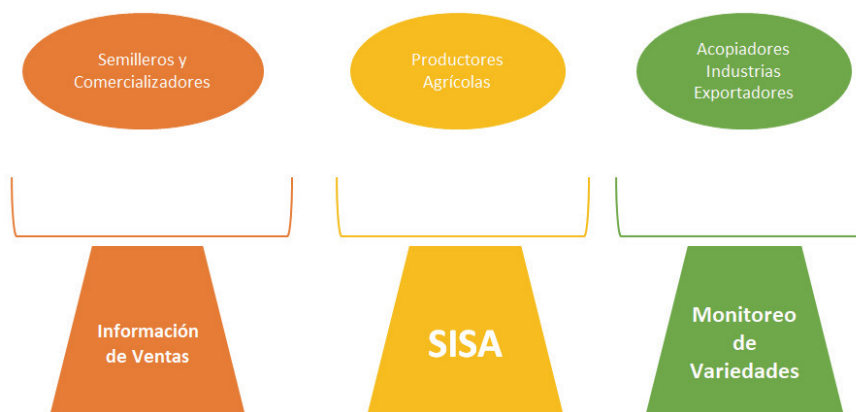 Semilleros y
Comercializadores
Productores
Agrícolas
Acopiadores
Industrias
Exportadores
Información
de Ventas
SISA
Monitoreo
de
Variedades